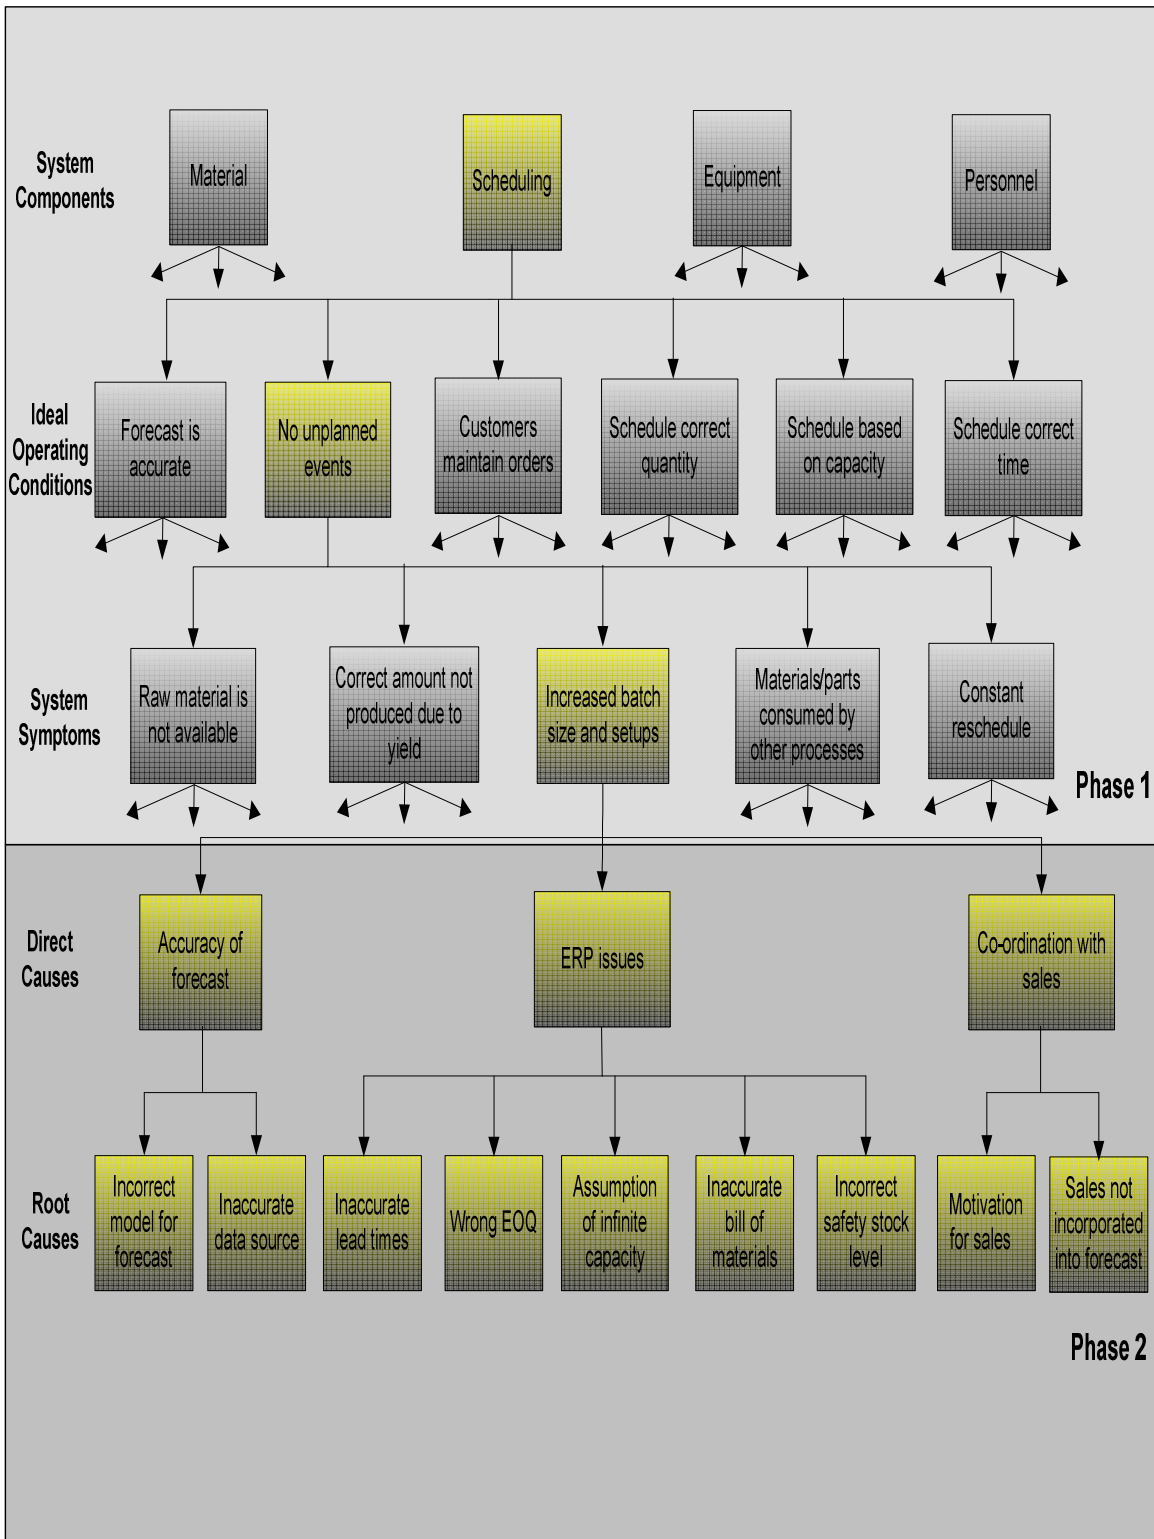 System
Components
Material
Scheduling
Equipment
Personnel
Ideal
Operating
Conditions
Forecast is
accurate
No unplanned
events
Customers
maintain orders
Schedule correct
quantity
Schedule based
on capacity
Schedule correct
time
System
Symptoms
Raw material is
not available
Correct amount not
produced due to
yield
Increased batch
size and setups
Materials/parts
consumed by
other processes
Constant
reschedule
Phase 1
Direct
Causes
Accuracy of
forecast
ERP issues
Co-ordination with
sales
Root
Causes
Incorrect
model for
forecast
Inaccurate
data source
Inaccurate
lead times
Wrong EOQ
Assumption
of infinite
capacity
Inaccurate
bill of
materials
Incorrect
safety stock
level
Motivation
for sales
Sales not
incorporated
into forecast
Phase 2